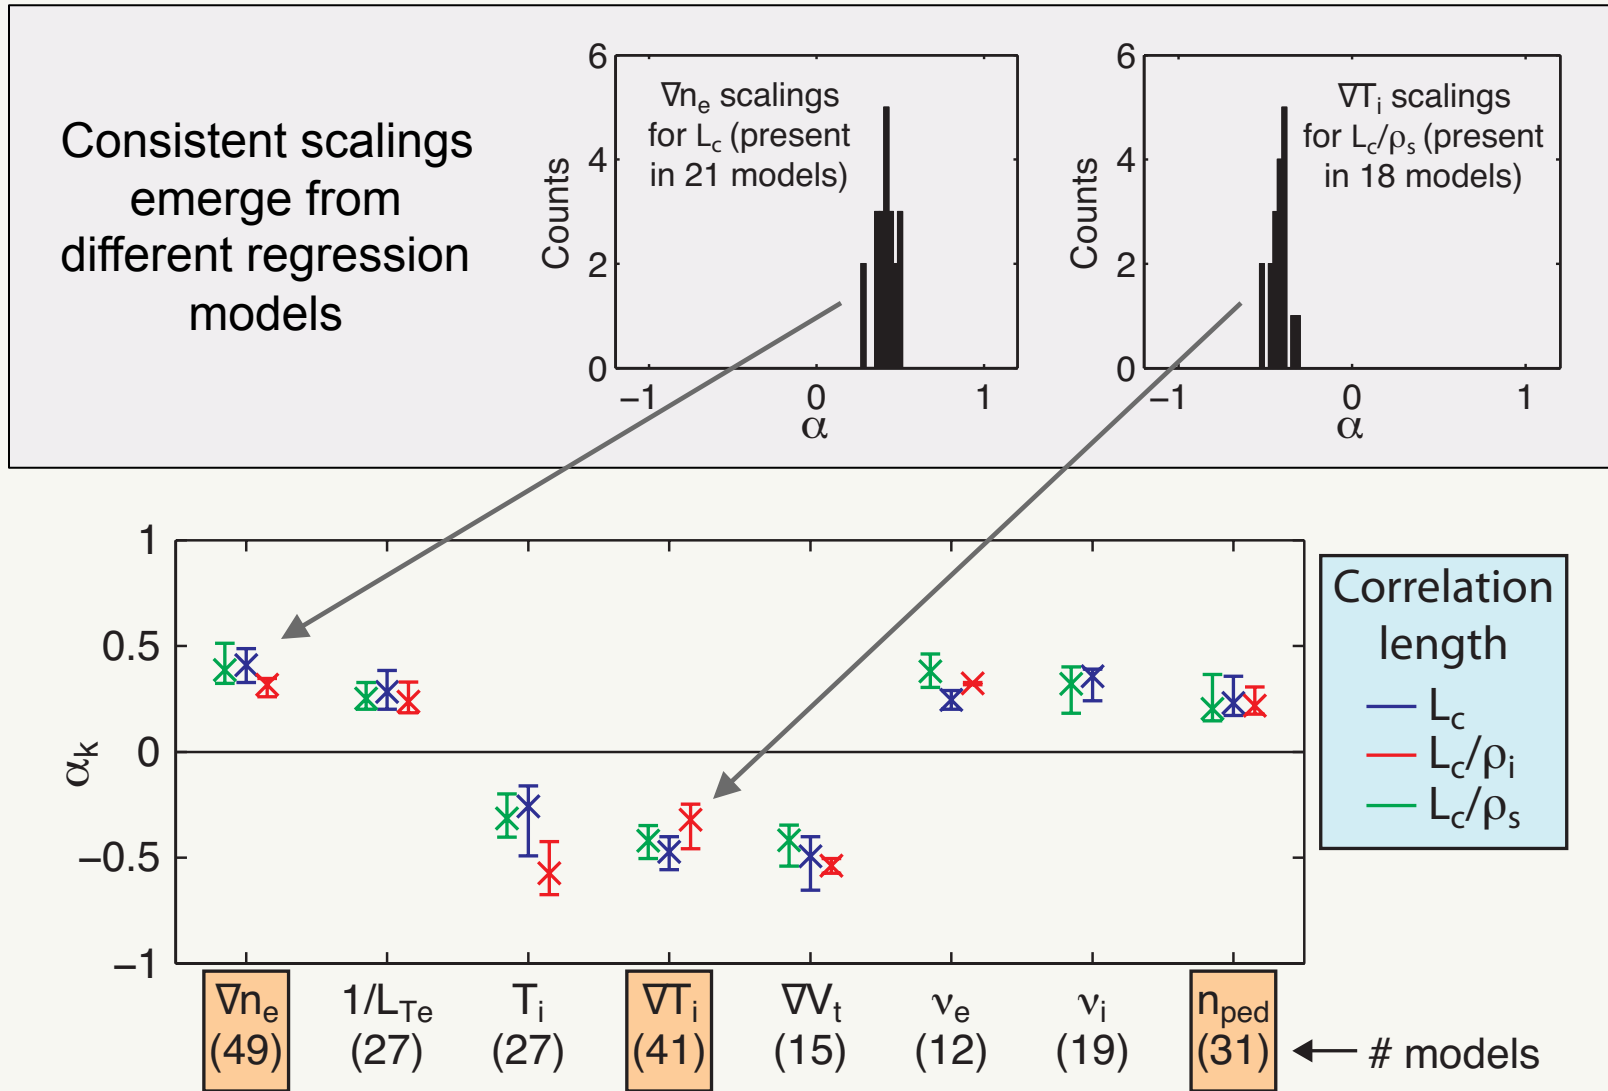 Consistent scalings
emerge from
different regression
models
6
4
2
0
Counts
∇nₑ scalings
for L꜀ (present
in 21 models)
−1 0 1
α
6
4
2
0
Counts
∇Tᵢ scalings
for L꜀/ρₛ (present
in 18 models)
−1 0 1
α
1
0.5
0
−0.5
−1
αₖ
Correlation
length
L꜀
L꜀/ρᵢ
L꜀/ρₛ
∇nₑ 1/L_Te Tᵢ ∇Tᵢ ∇Vₜ νₑ νᵢ n_ped
(49) (27) (27) (41) (15) (12) (19) (31) # models